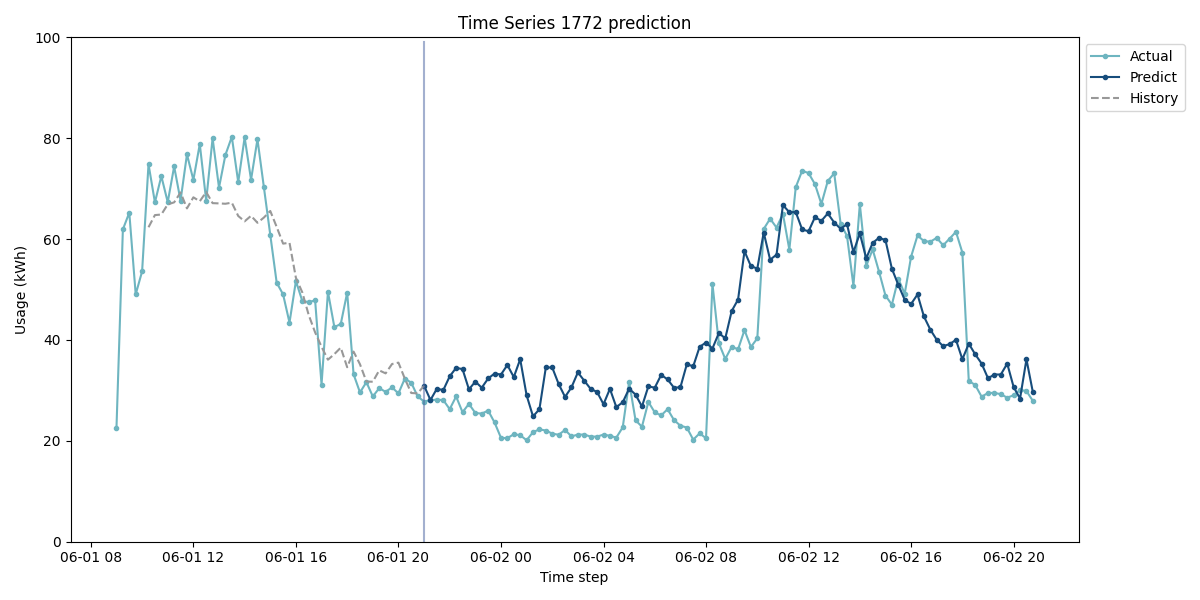 Time Series 1772 prediction
Usage (kWh)
100
80
60
40
20
0
06-01 08
06-01 12
06-01 16
06-01 20
06-02 00
06-02 04
06-02 08
06-02 12
06-02 16
06-02 20
Time step
Actual
Predict
History